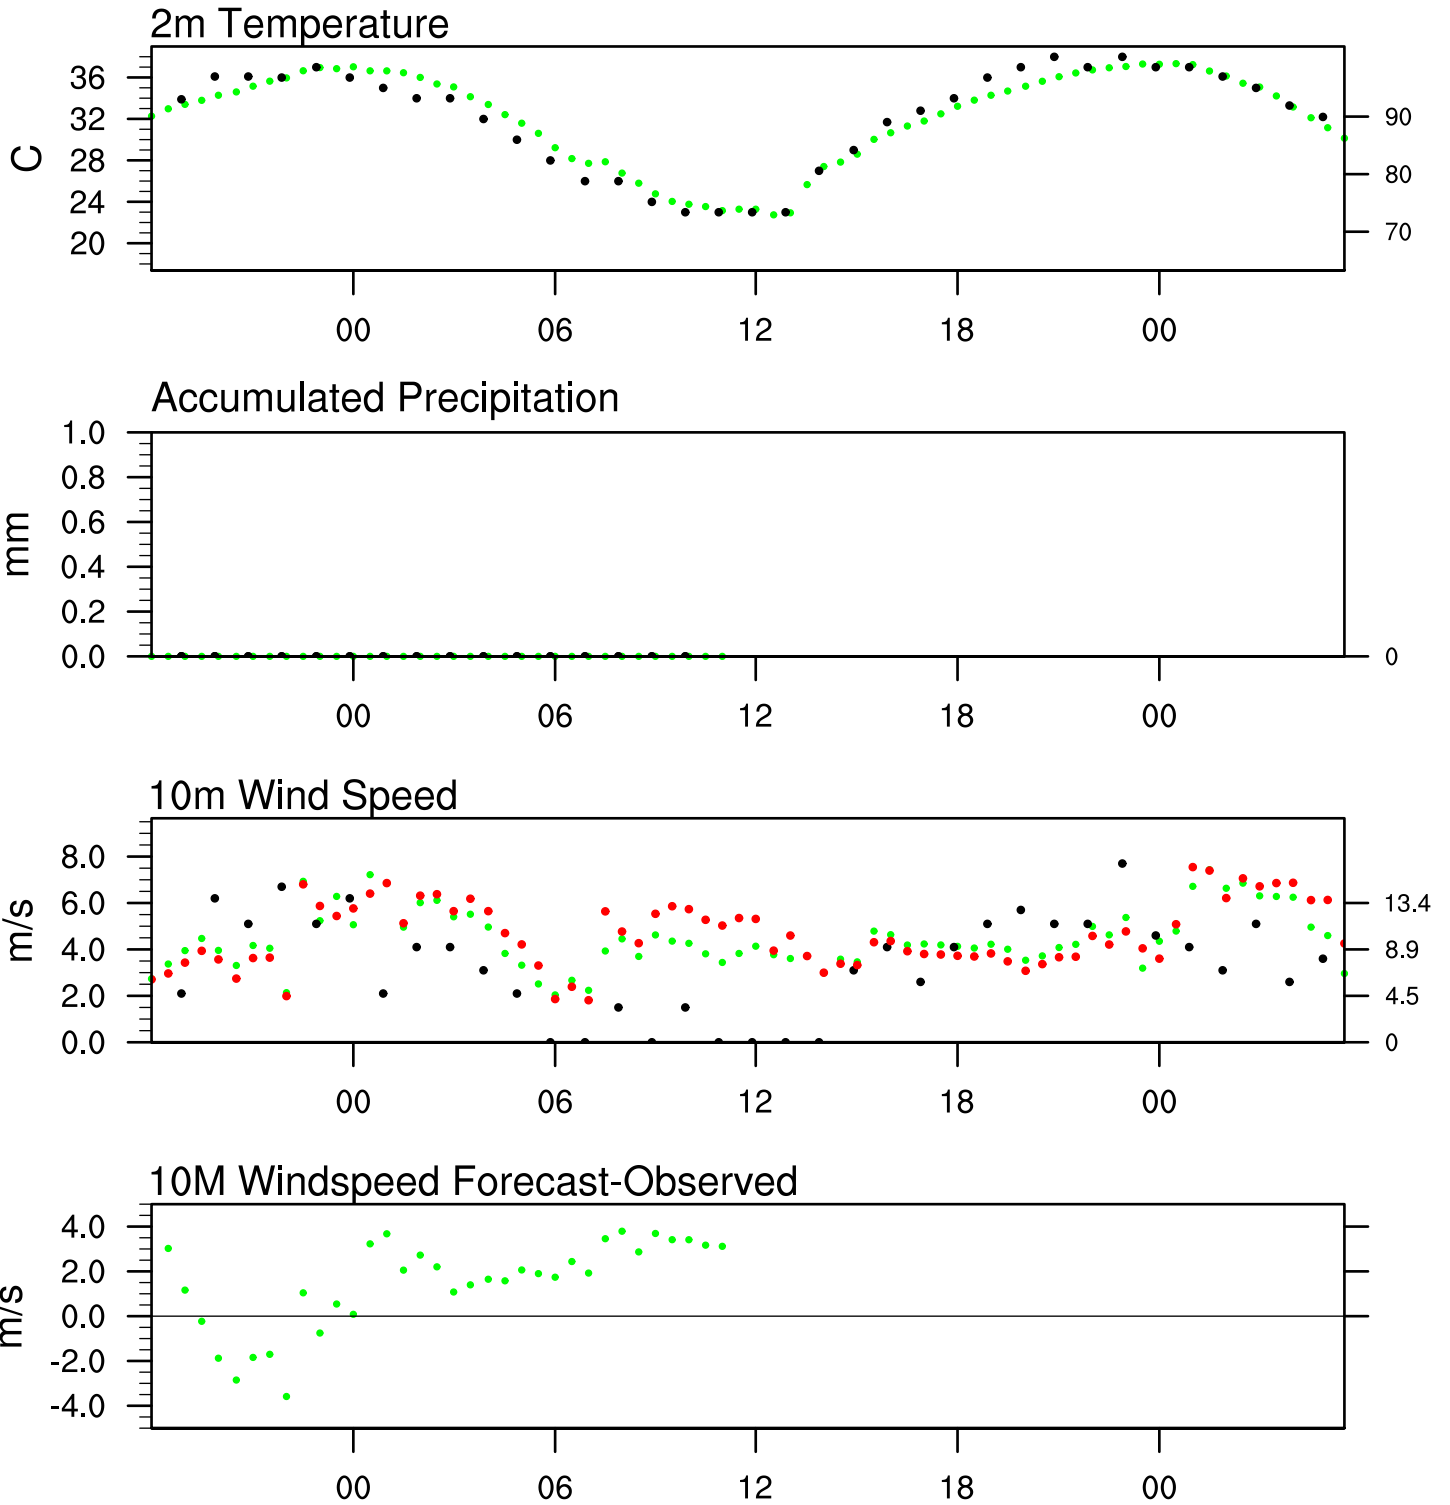 2m Temperature
36
32
28
24
20
C
90
80
70
00 06 12 18 00
Accumulated Precipitation
1.0
0.8
0.6
0.4
0.2
0.0
mm
0
00 06 12 18 00
10m Wind Speed
8.0
6.0
4.0
2.0
0.0
m/s
13.4
8.9
4.5
0
00 06 12 18 00
10M Windspeed Forecast-Observed
4.0
2.0
0.0
-2.0
-4.0
m/s
00 06 12 18 00